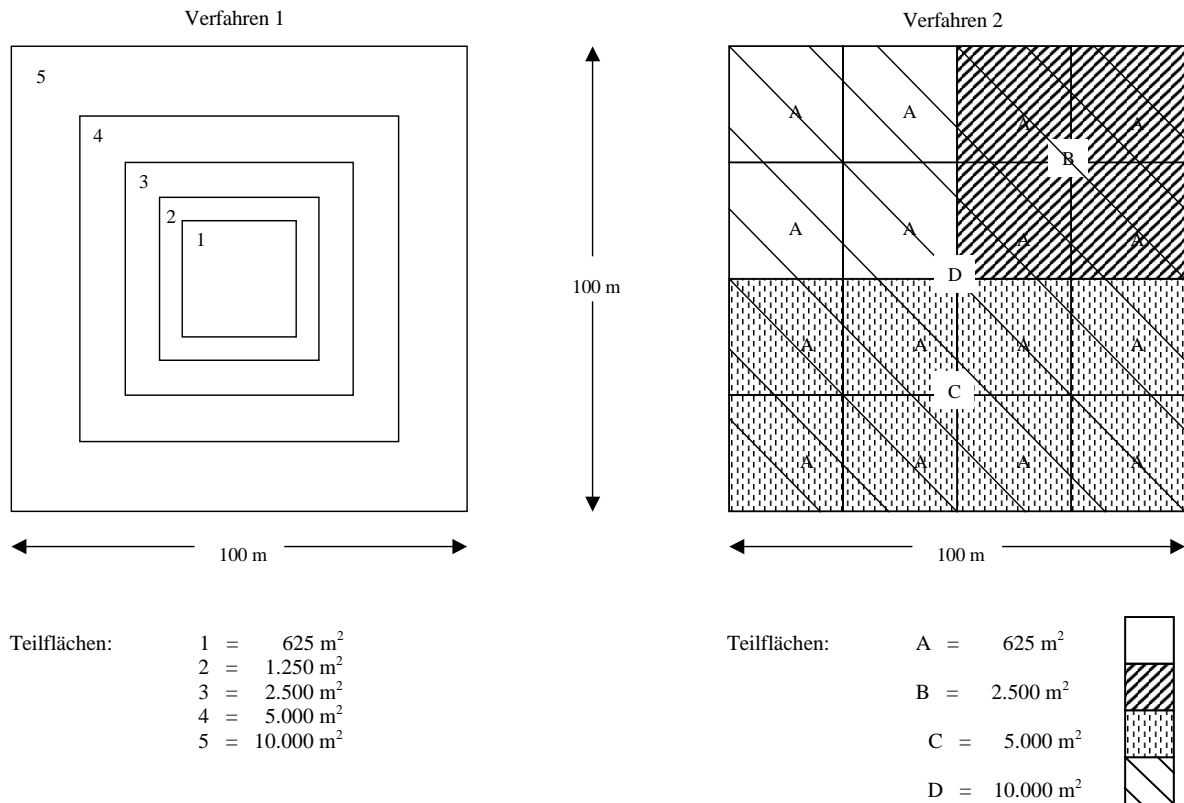 Verfahren 1
5
4
3
2
1
100 m
100 m
Teilflächen:
1 = 625 m²
2 = 1.250 m²
3 = 2.500 m²
4 = 5.000 m²
5 = 10.000 m²
Verfahren 2
A A A A
B
A A A A
D
A A A A
C
A A A A
100 m
Teilflächen:
A = 625 m²
B = 2.500 m²
C = 5.000 m²
D = 10.000 m²